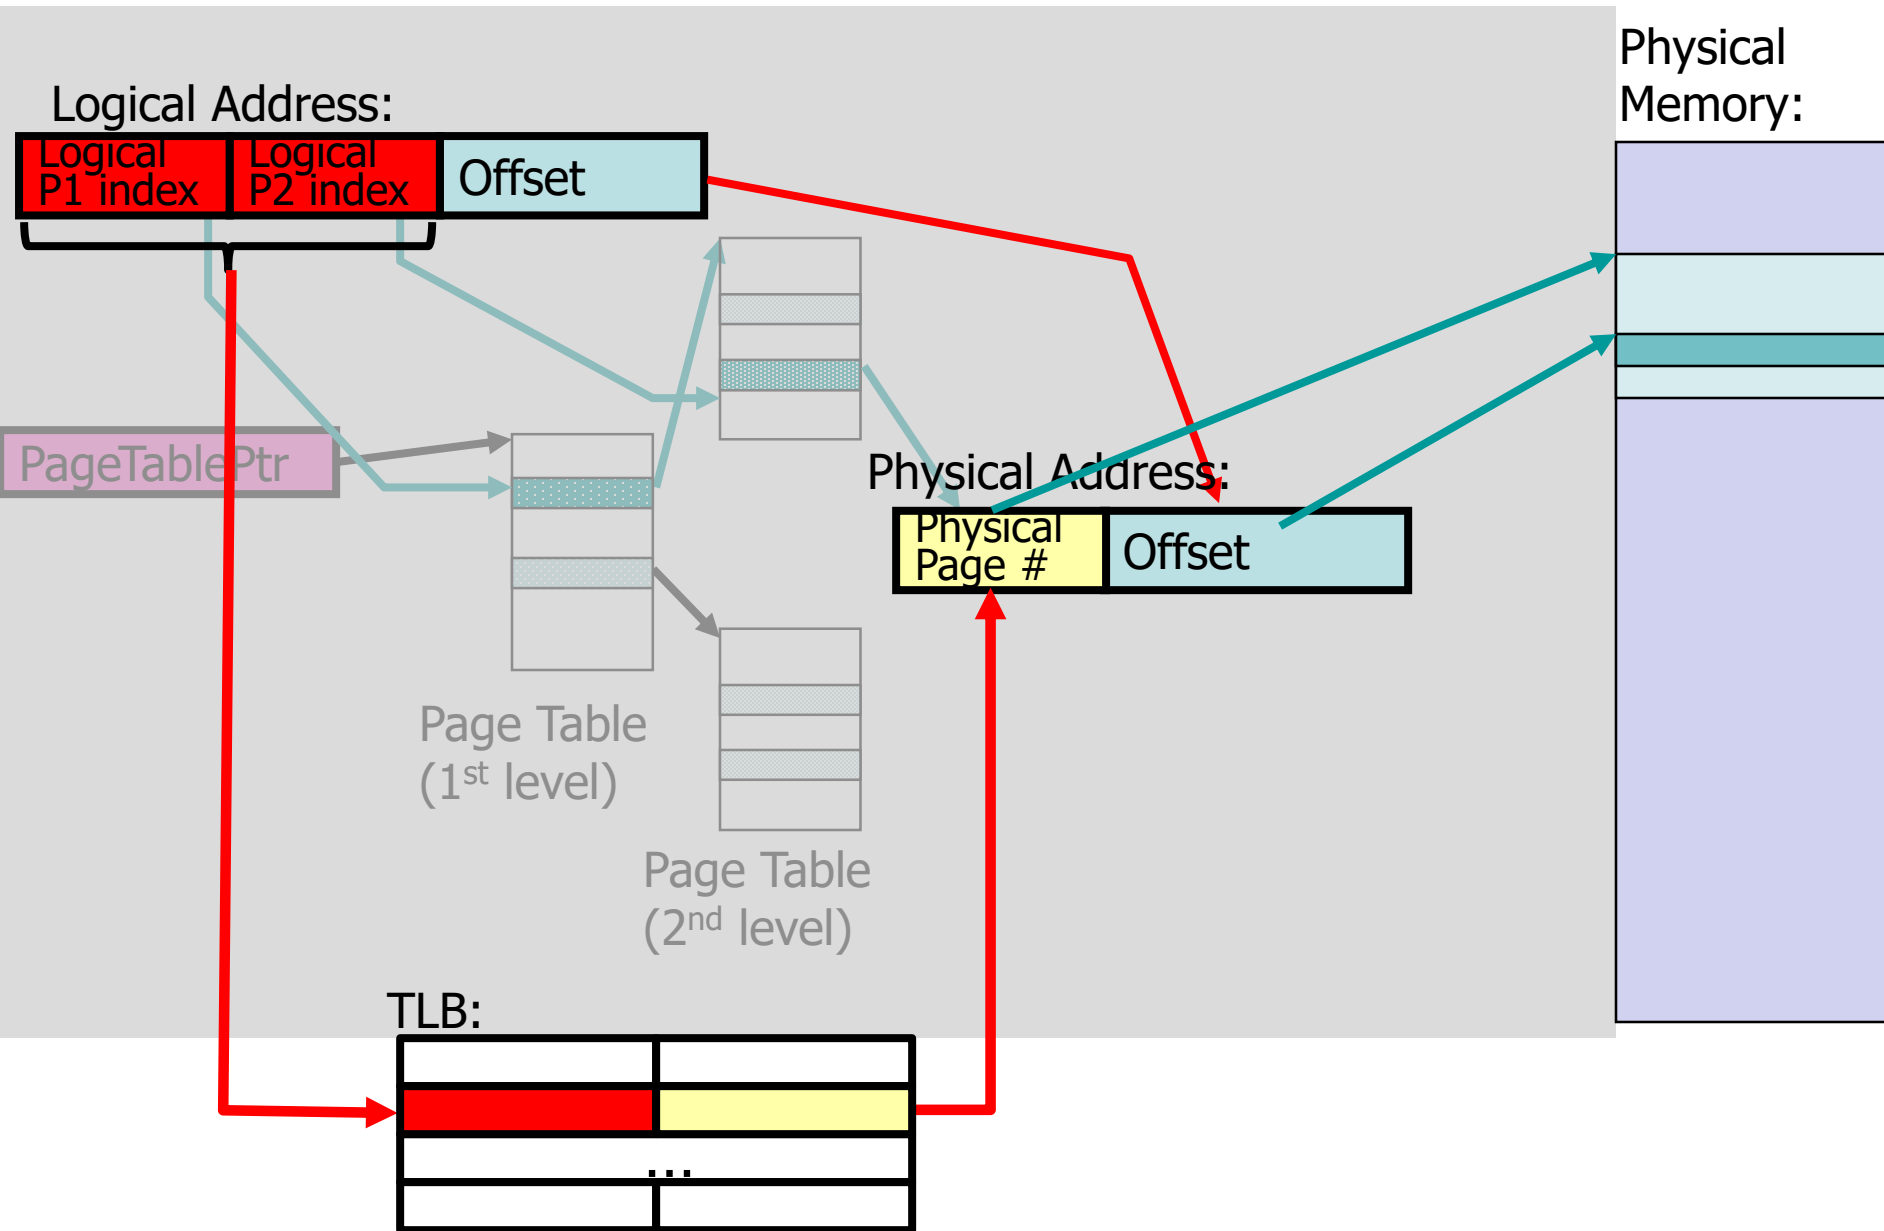 Physical
Memory:
Logical Address:
Logical
P1 index
Logical
P2 index
Offset
PageTablePtr
Physical Address:
Physical
Page #
Offset
Page Table
(1st level)
Page Table
(2nd level)
TLB:
...